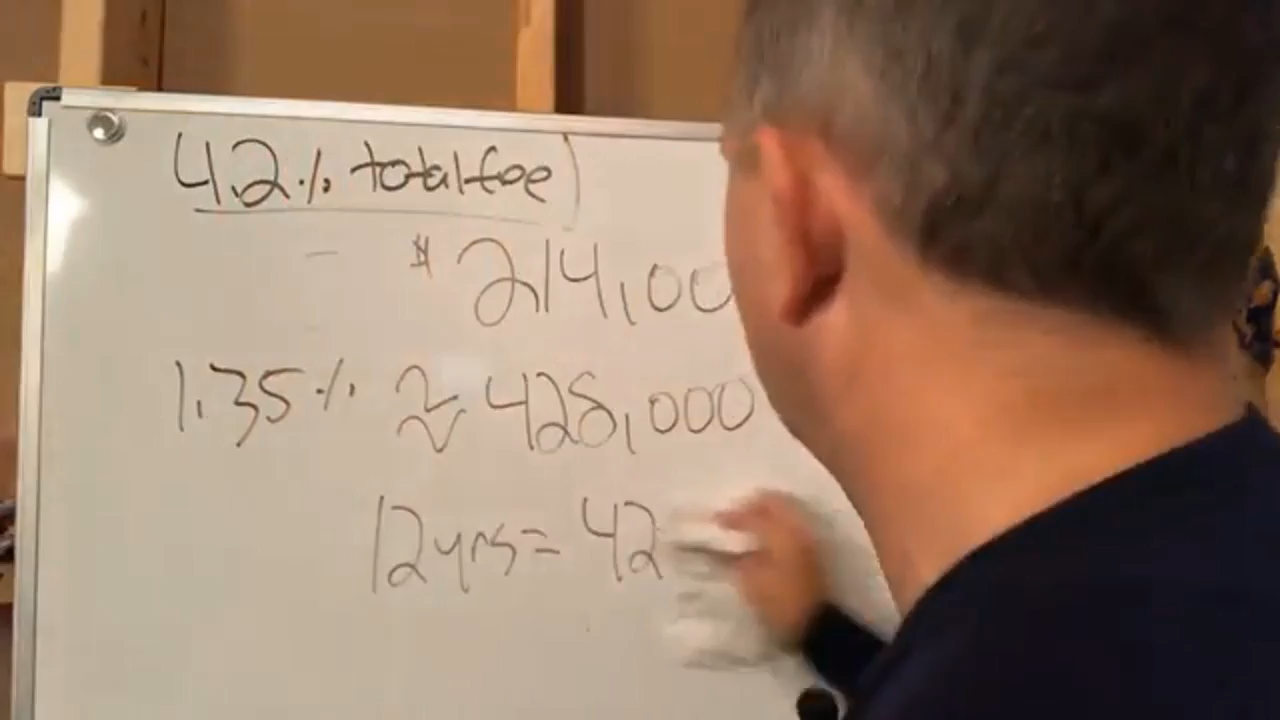 4.2% total fee)
- $214,00
1.35% ≈ 428,000
12yrs = 42